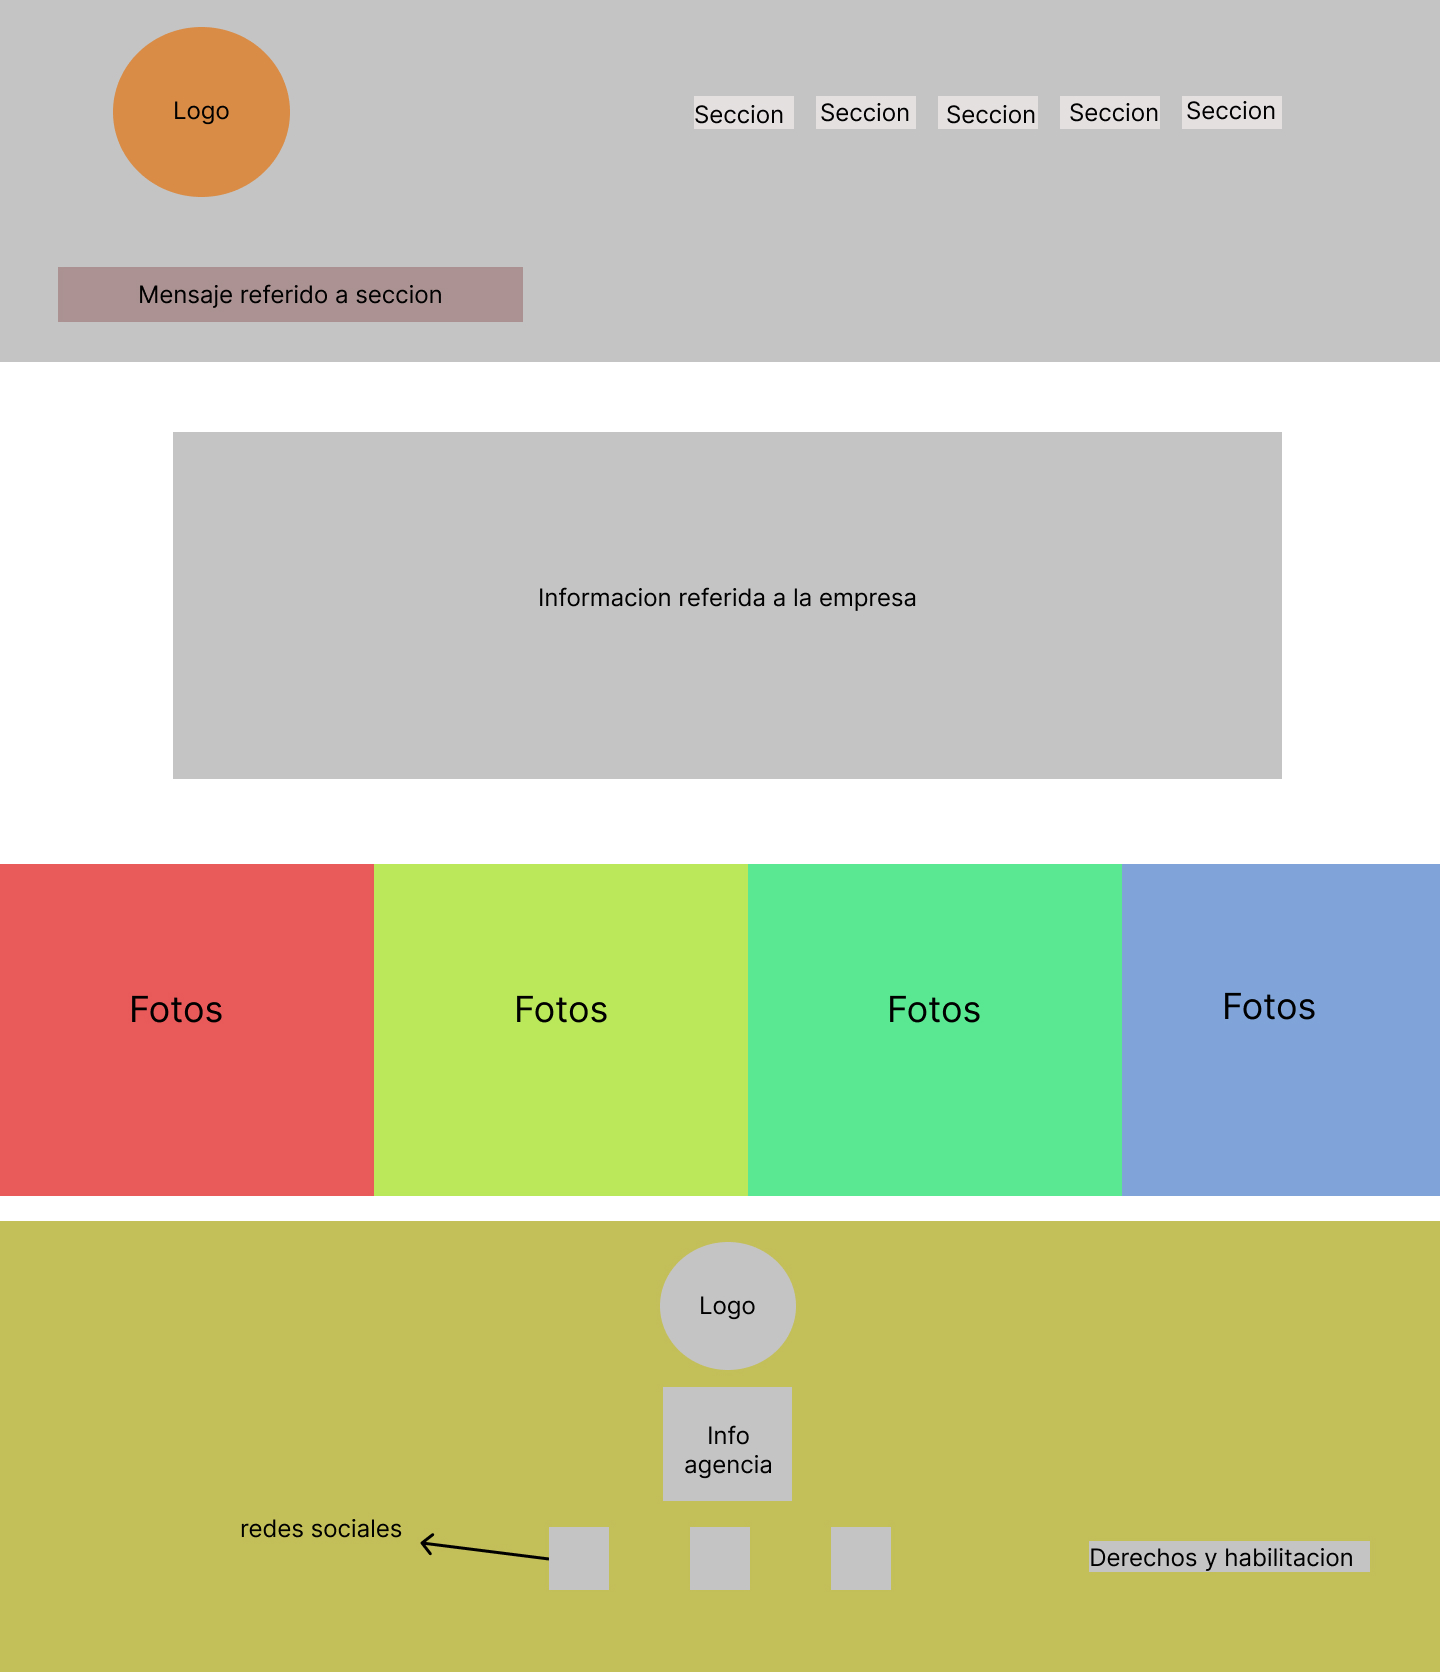 Logo
Seccion
Seccion
Seccion
Seccion
Seccion
Mensaje referido a seccion
Informacion referida a la empresa
Fotos
Fotos
Fotos
Fotos
Logo
Info
agencia
redes sociales
Derechos y habilitacion